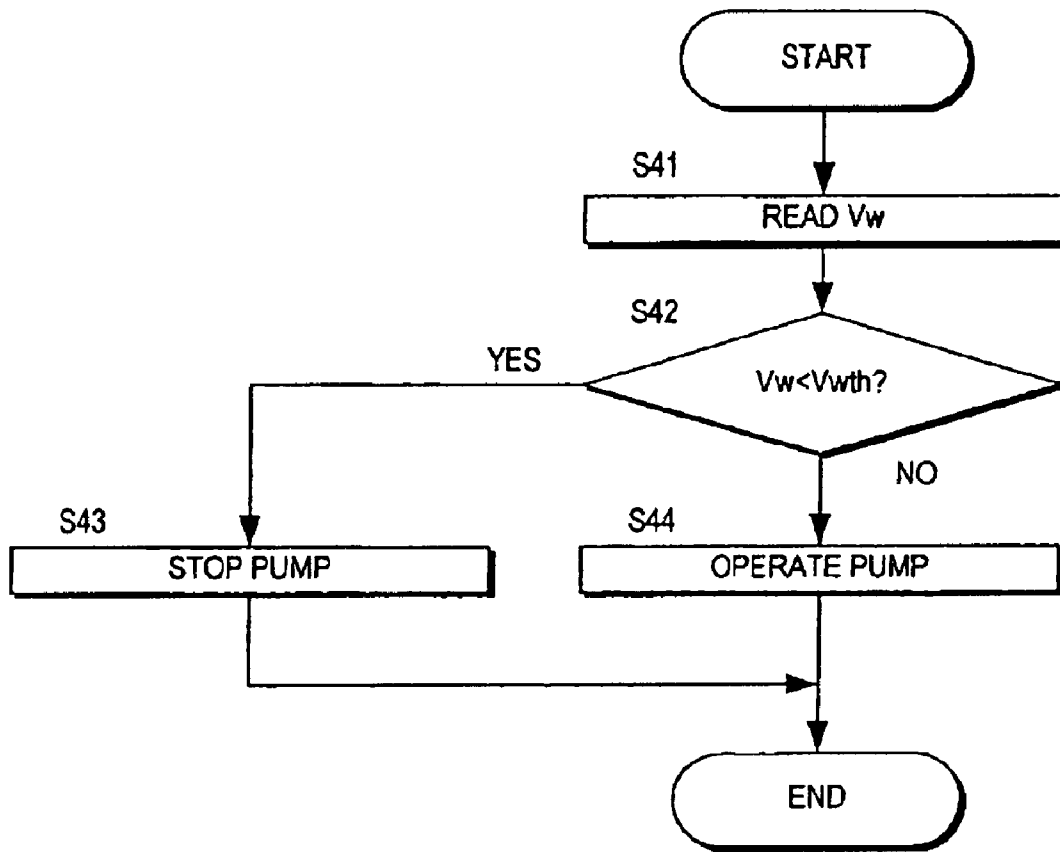 START
S41
READ Vw
S42
YES
Vw<Vwth?
NO
S43
STOP PUMP
S44
OPERATE PUMP
END